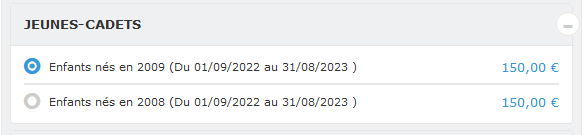 JEUNES-CADETS
Enfants nés en 2009 (Du 01/09/2022 au 31/08/2023 ) 150,00 €
Enfants nés en 2008 (Du 01/09/2022 au 31/08/2023 ) 150,00 €